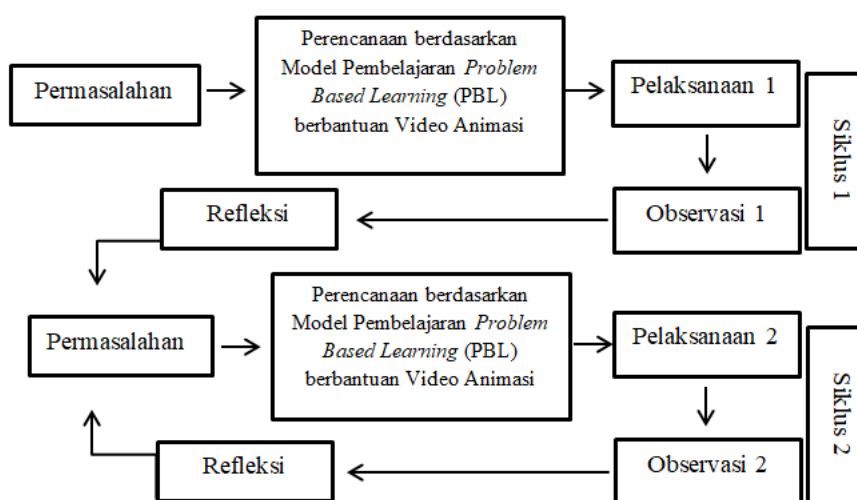 Permasalahan
Perencanaan berdasarkan
Model Pembelajaran Problem
Based Learning (PBL)
berbantuan Video Animasi
Pelaksanaan 1
Siklus 1
Refleksi
Observasi 1
Permasalahan
Perencanaan berdasarkan
Model Pembelajaran Problem
Based Learning (PBL)
berbantuan Video Animasi
Pelaksanaan 2
Siklus 2
Refleksi
Observasi 2